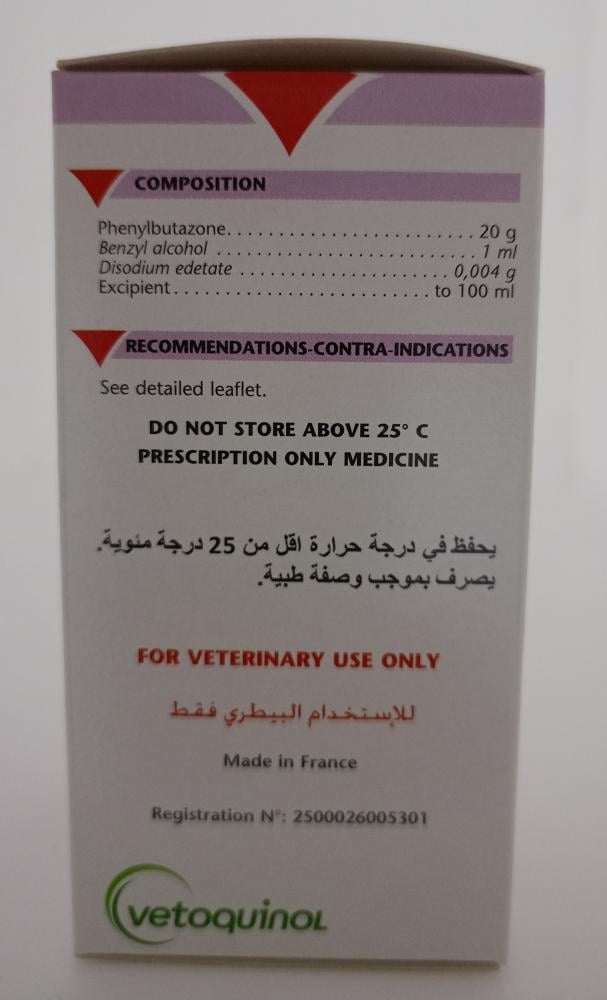 COMPOSITION
Phenylbutazone. . . . . . . . . . . . . . . . . . . . . . . . . 20 g
Benzyl alcohol . . . . . . . . . . . . . . . . . . . . . . . . . . 1 ml
Disodium edetate . . . . . . . . . . . . . . . . . . . . . 0,004 g
Excipient . . . . . . . . . . . . . . . . . . . . . . . . . . to 100 ml
RECOMMENDATIONS-CONTRA-INDICATIONS
See detailed leaflet.
DO NOT STORE ABOVE 25° C
PRESCRIPTION ONLY MEDICINE
يحفظ في درجة حرارة اقل من 25 درجة مئوية.
يصرف بموجب وصفة طبية.
FOR VETERINARY USE ONLY
للإستخدام البيطري فقط
Made in France
Registration N°: 2500026005301
vetoquinol